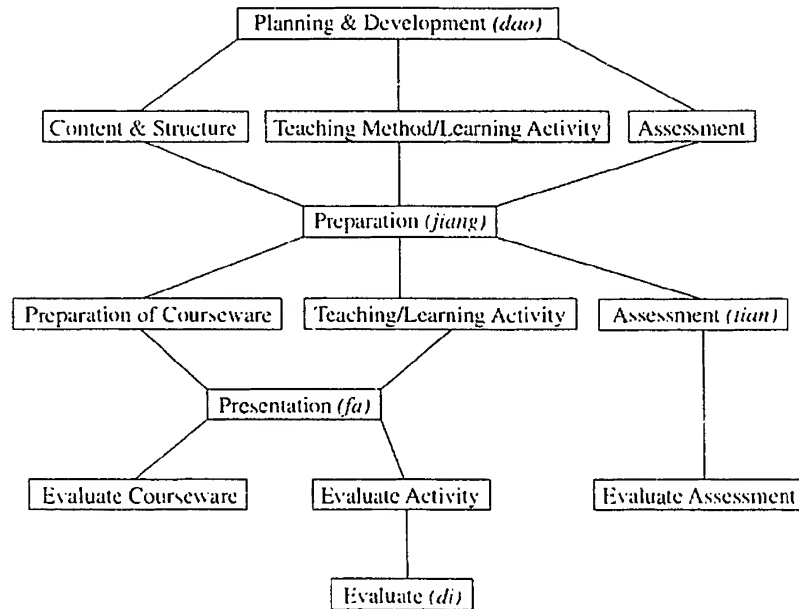 Planning & Development (dao)
Content & Structure
Teaching Method/Learning Activity
Assessment
Preparation (jiang)
Preparation of Courseware
Teaching/Learning Activity
Assessment (tian)
Presentation (fa)
Evaluate Courseware
Evaluate Activity
Evaluate Assessment
Evaluate (di)